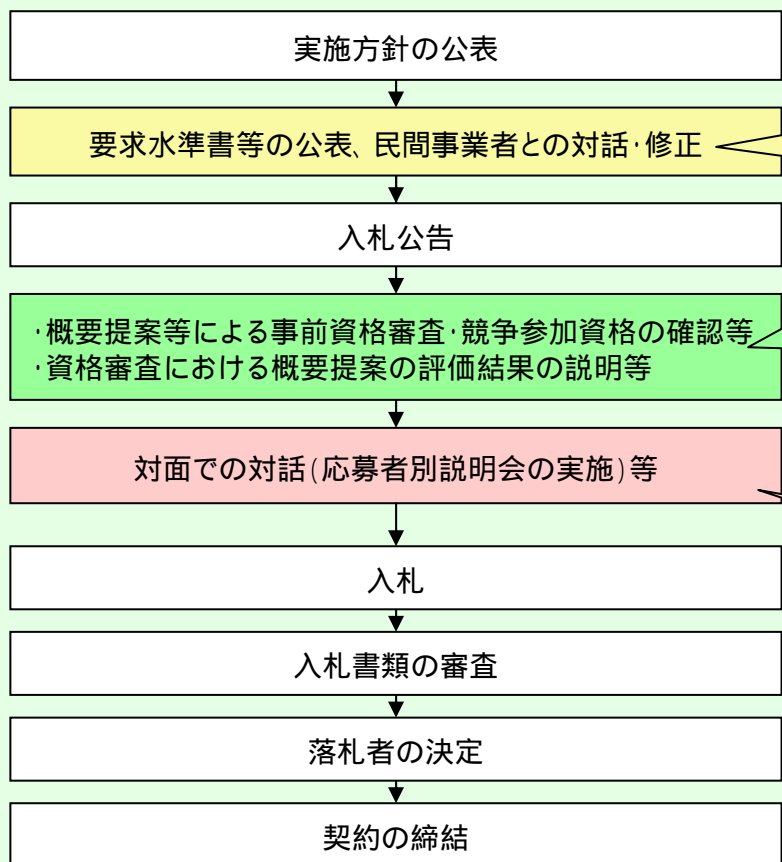 実施方針の公表
要求水準書等の公表、民間事業者との対話・修正
入札公告
・概要提案等による事前資格審査・競争参加資格の確認等
・資格審査における概要提案の評価結果の説明等
対面での対話(応募者別説明会の実施)等
入札
入札書類の審査
落札者の決定
契約の締結